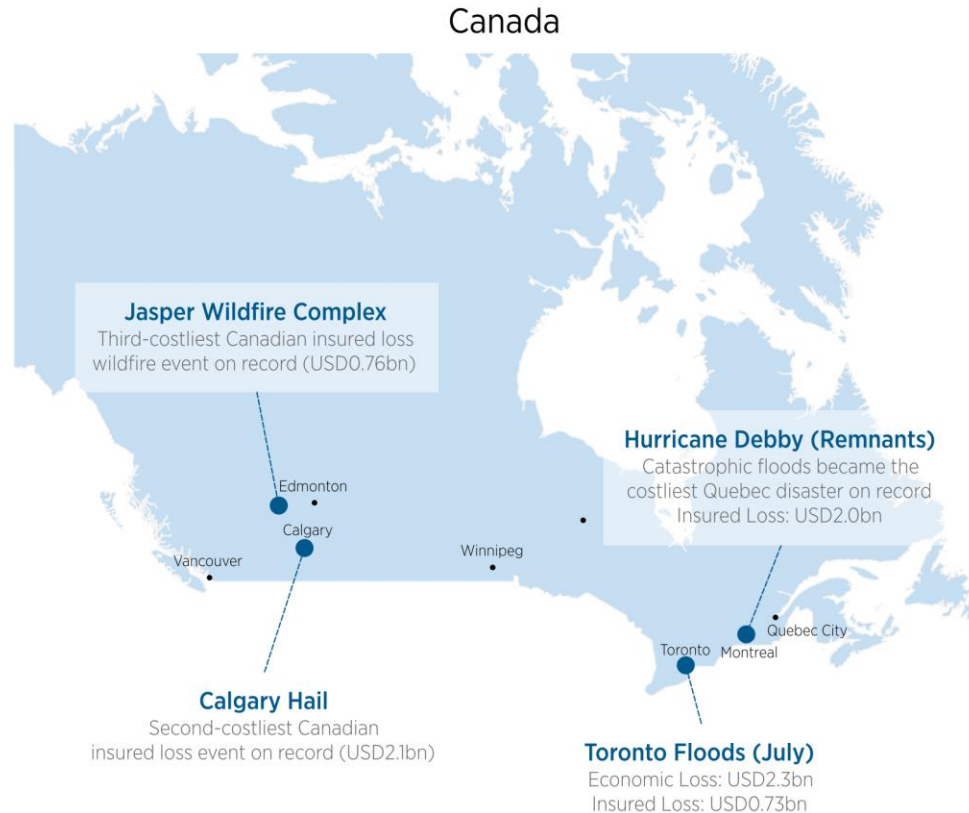 Canada
Jasper Wildfire Complex
Third-costliest Canadian insured loss
wildfire event on record (USD0.76bn)
Hurricane Debby (Remnants)
Catastrophic floods became the
costliest Quebec disaster on record
Insured Loss: USD2.0bn
Edmonton
Calgary
Vancouver
Winnipeg
Quebec City
Toronto
Montreal
Calgary Hail
Second-costliest Canadian
insured loss event on record (USD2.1bn)
Toronto Floods (July)
Economic Loss: USD2.3bn
Insured Loss: USD0.73bn